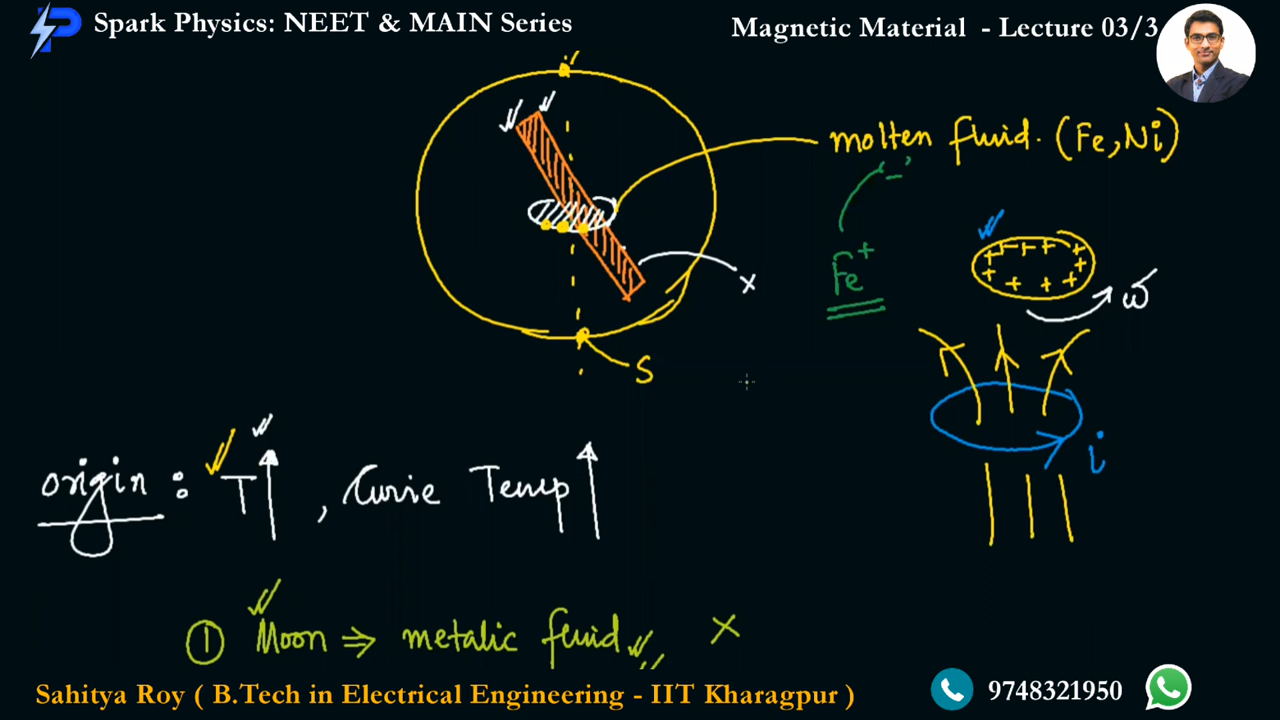 Spark Physics: NEET & MAIN Series
Magnetic Material - Lecture 03/3
molten fluid. (Fe, Ni)
Fe+
-
+ + + + + + + + +
ω
x
S
i
origin : T↑ , Curie Temp ↑
① Moon ⇒ metalic fluid X
Sahitya Roy ( B.Tech in Electrical Engineering - IIT Kharagpur )
9748321950